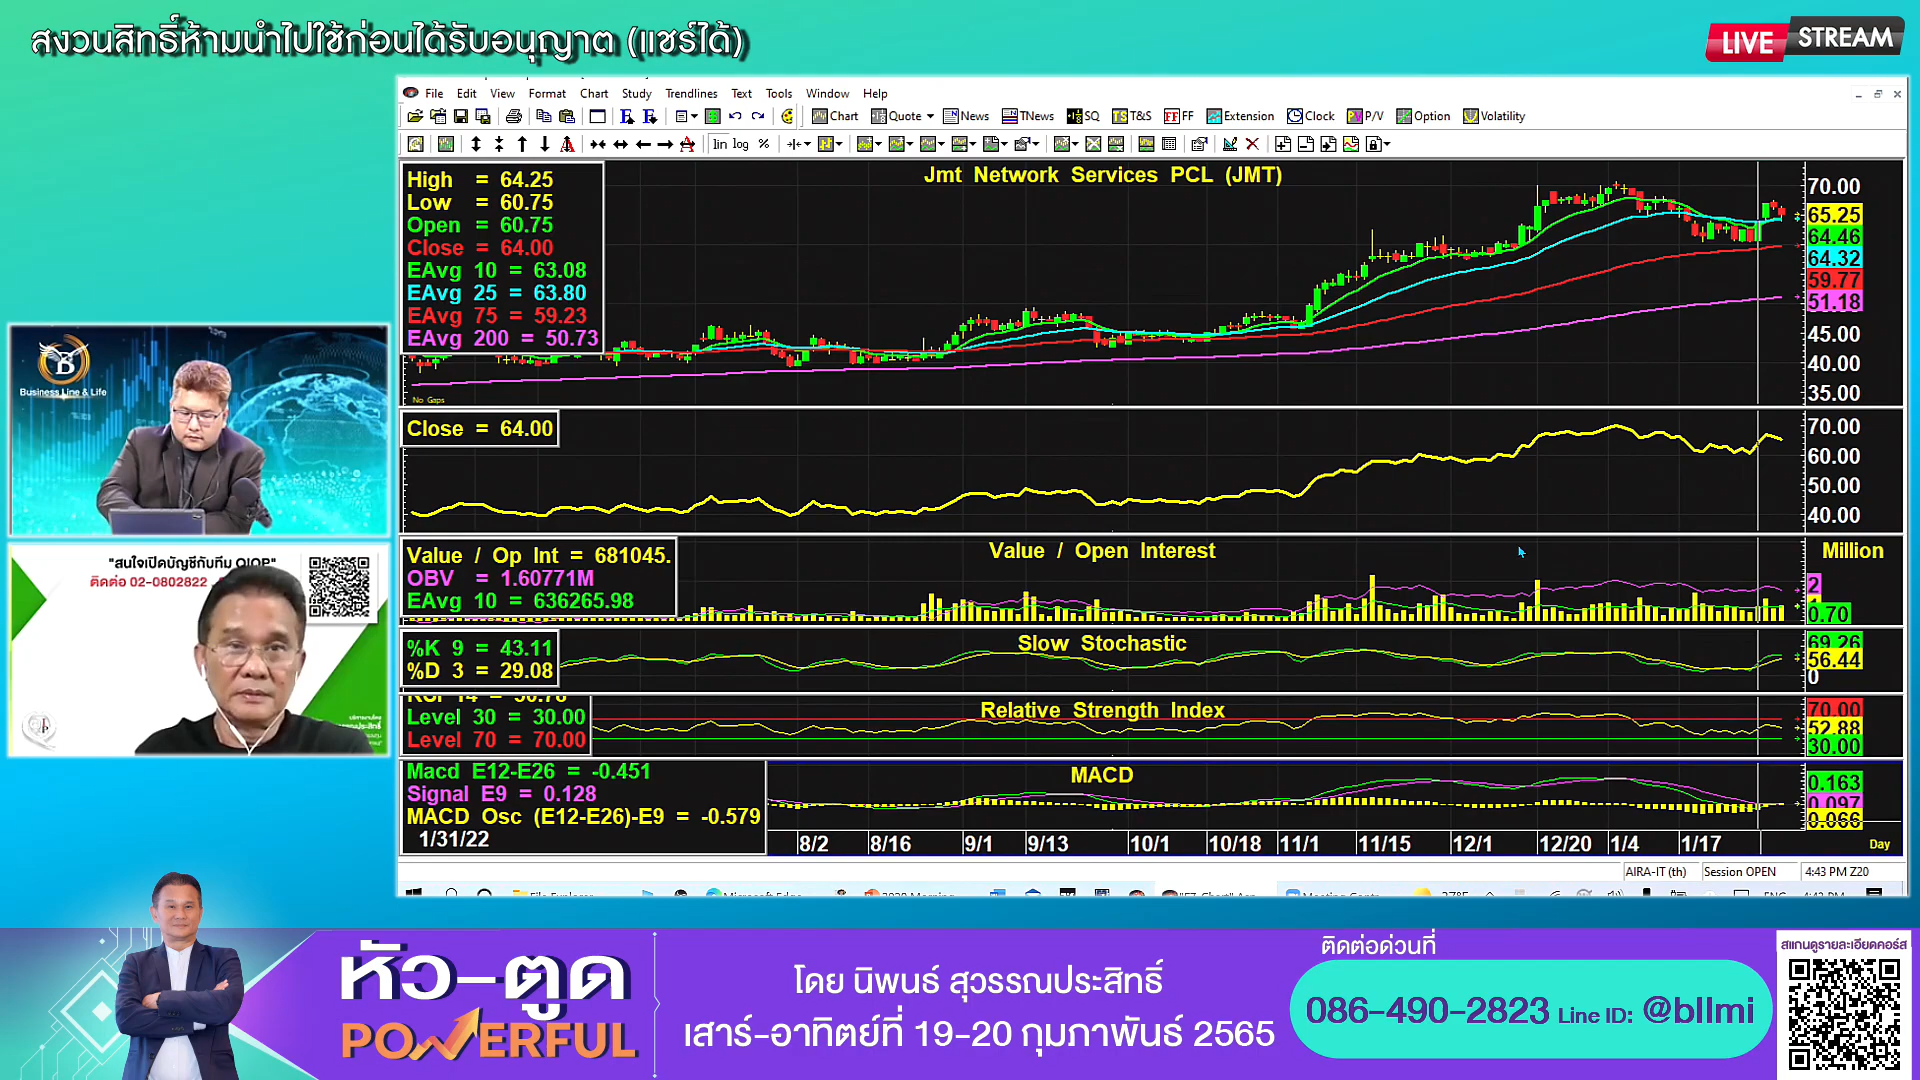 สงวนสิทธิ์ห้ามนำไปใช้ก่อนได้รับอนุญาต (แชร์ได้)
LIVE STREAM
File Edit View Format Chart Study Trendlines Text Tools Window Help
Chart Quote News TNews SQ T&S FF Extension Clock P/V Option Volatility
lin log %
Jmt Network Services PCL (JMT)
High = 64.25
Low = 60.75
Open = 60.75
Close = 64.00
EAvg 10 = 63.08
EAvg 25 = 63.80
EAvg 75 = 59.23
EAvg 200 = 50.73
No Gaps
70.00
65.25
64.46
64.32
59.77
51.18
45.00
40.00
35.00
Close = 64.00
70.00
60.00
50.00
40.00
Value / Op Int = 681045.
OBV = 1.60771M
EAvg 10 = 636265.98
Value / Open Interest
Million
2
0.70
%K 9 = 43.11
%D 3 = 29.08
Slow Stochastic
69.26
56.44
0
Level 30 = 30.00
Level 70 = 70.00
Relative Strength Index
70.00
52.88
30.00
Macd E12-E26 = -0.451
Signal E9 = 0.128
MACD Osc (E12-E26)-E9 = -0.579
1/31/22
MACD
0.163
0.097
0.066
8/2 8/16 9/1 9/13 10/1 10/18 11/1 11/15 12/1 12/20 1/4 1/17
Day
AIRA-IT (th) Session OPEN 4:43 PM Z20
B
Business Line & Life
"สนใจเปิดบัญชีกับทีม QIOP"
ติดต่อ 02-0802822
หัว-ตูด
POWERFUL
โดย นิพนธ์ สุวรรณประสิทธิ์
เสาร์-อาทิตย์ที่ 19-20 กุมภาพันธ์ 2565
ติดต่อด่วนที่
086-490-2823 Line ID: @bllmi
สแกนดูรายละเอียดคอร์ส